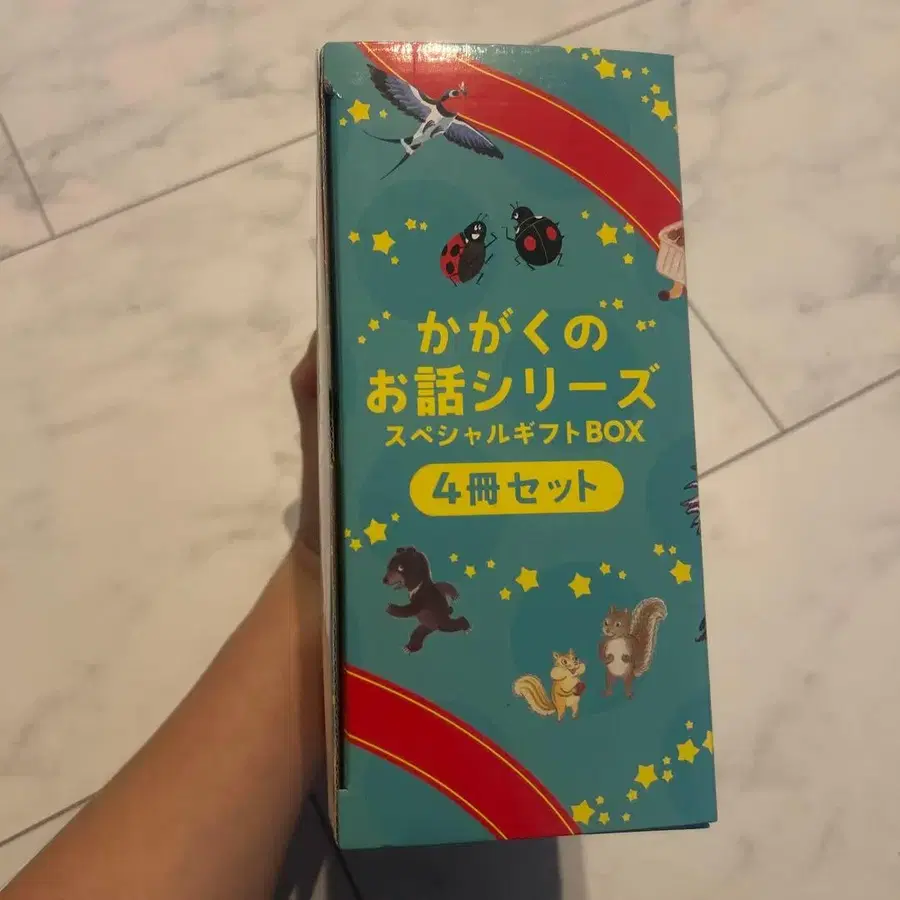 かがくの
お話シリーズ
スペシャルギフトBOX
4冊セット